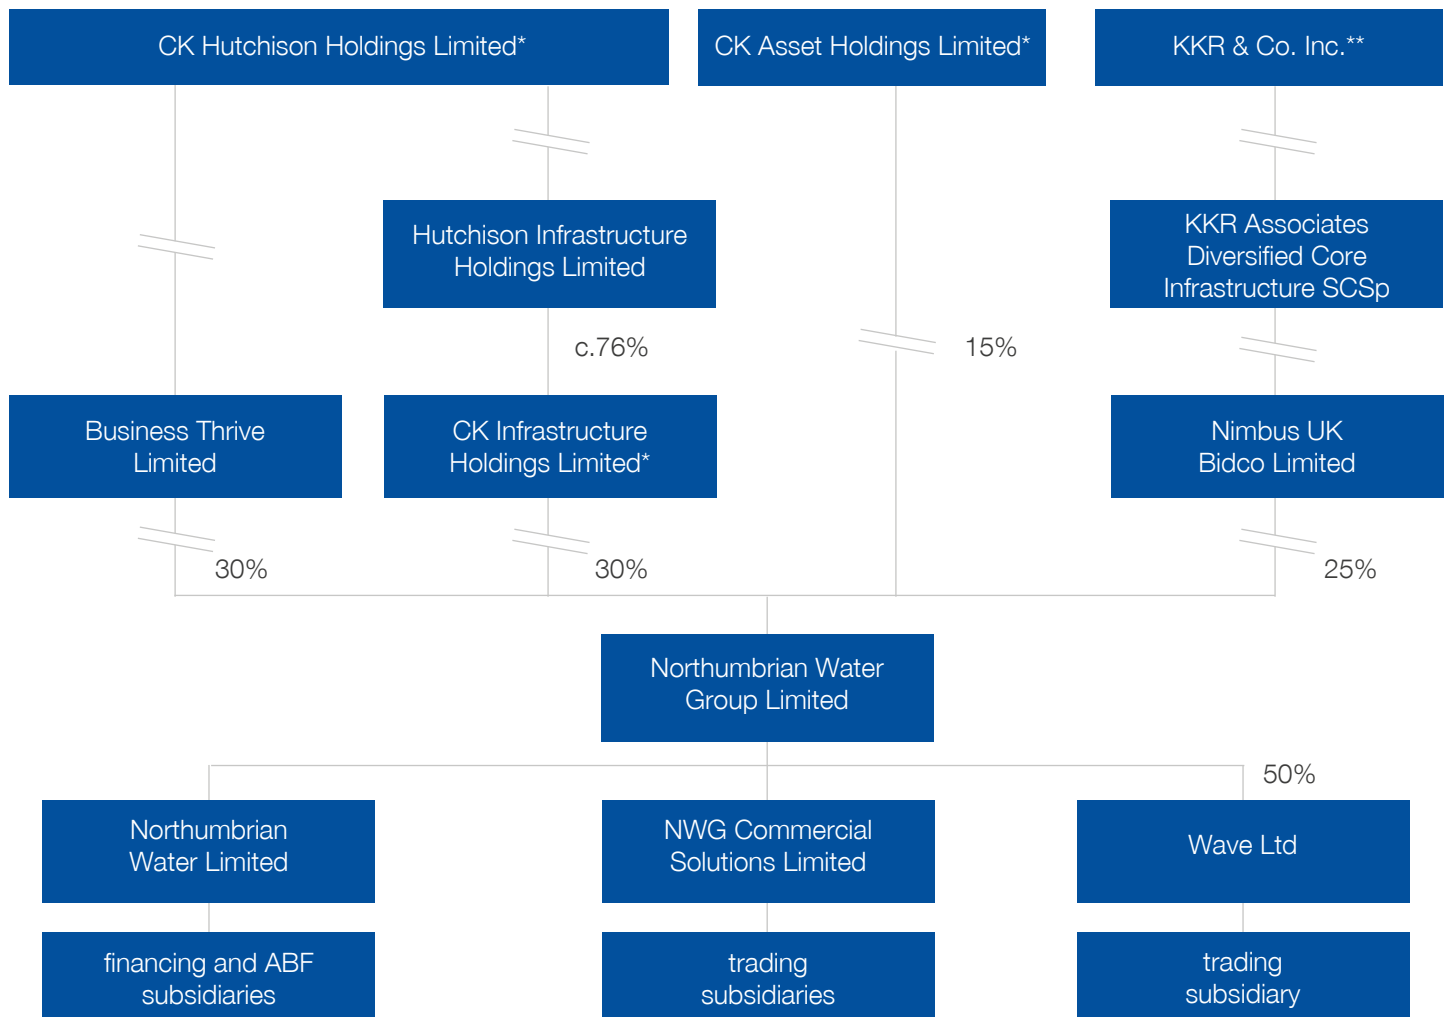 CK Hutchison Holdings Limited*
CK Asset Holdings Limited*
KKR & Co. Inc.**
Hutchison Infrastructure
Holdings Limited
KKR Associates
Diversified Core
Infrastructure SCSp
c.76%
15%
Business Thrive
Limited
CK Infrastructure
Holdings Limited*
Nimbus UK
Bidco Limited
30%
30%
25%
Northumbrian Water
Group Limited
50%
Northumbrian
Water Limited
NWG Commercial
Solutions Limited
Wave Ltd
financing and ABF
subsidiaries
trading
subsidiaries
trading
subsidiary